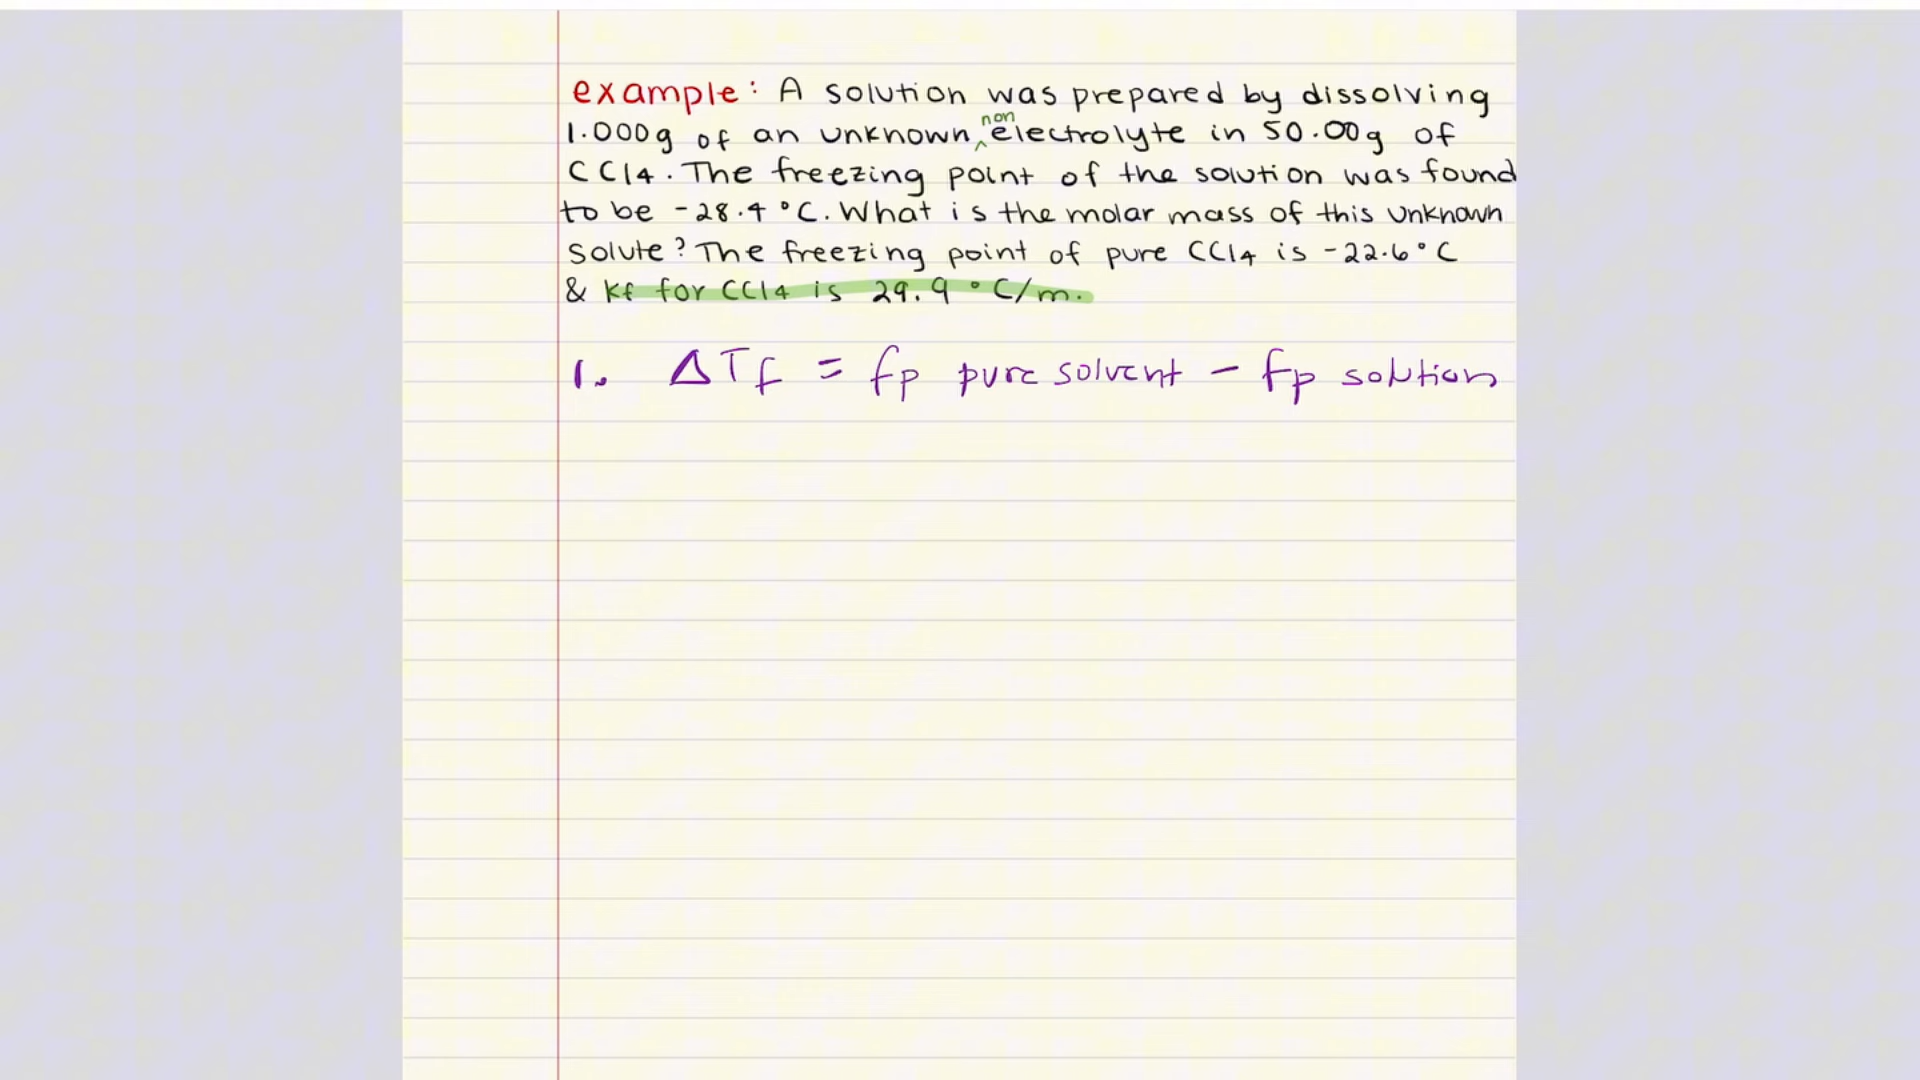 example: A solution was prepared by dissolving
1.000g of an unknown ^non electrolyte in 50.00g of
CCl4. The freezing point of the solution was found
to be -28.4 °C. What is the molar mass of this unknown
solute? The freezing point of pure CCl4 is -22.6°C
& Kf for CCl4 is 29.9 °C/m.
1. ΔTf = fp pure solvent - fp solution